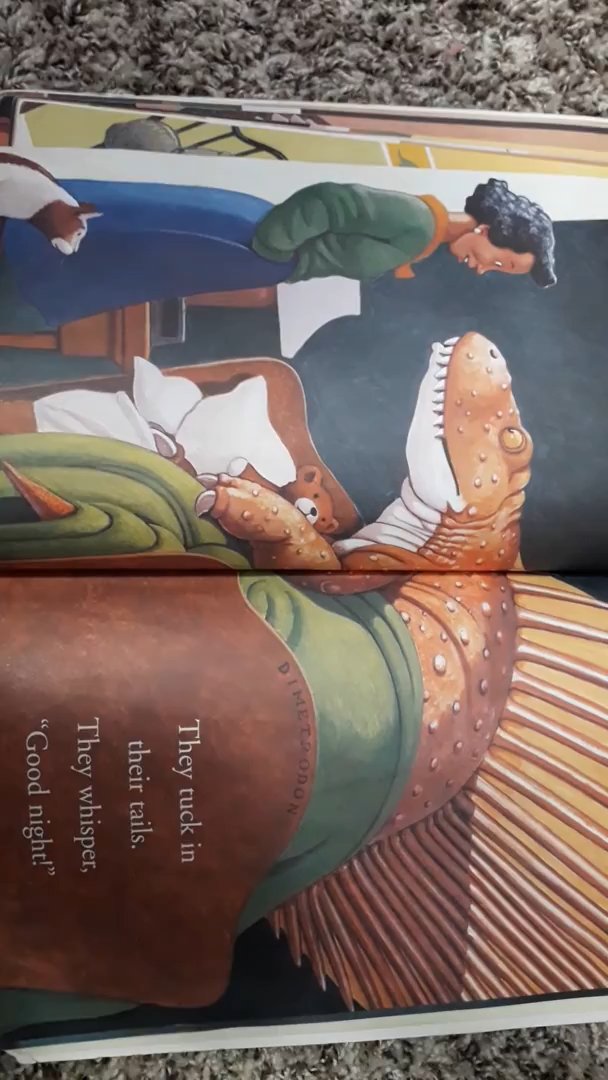 DIMETRODON
They tuck in
their tails.
They whisper,
“Good night!”